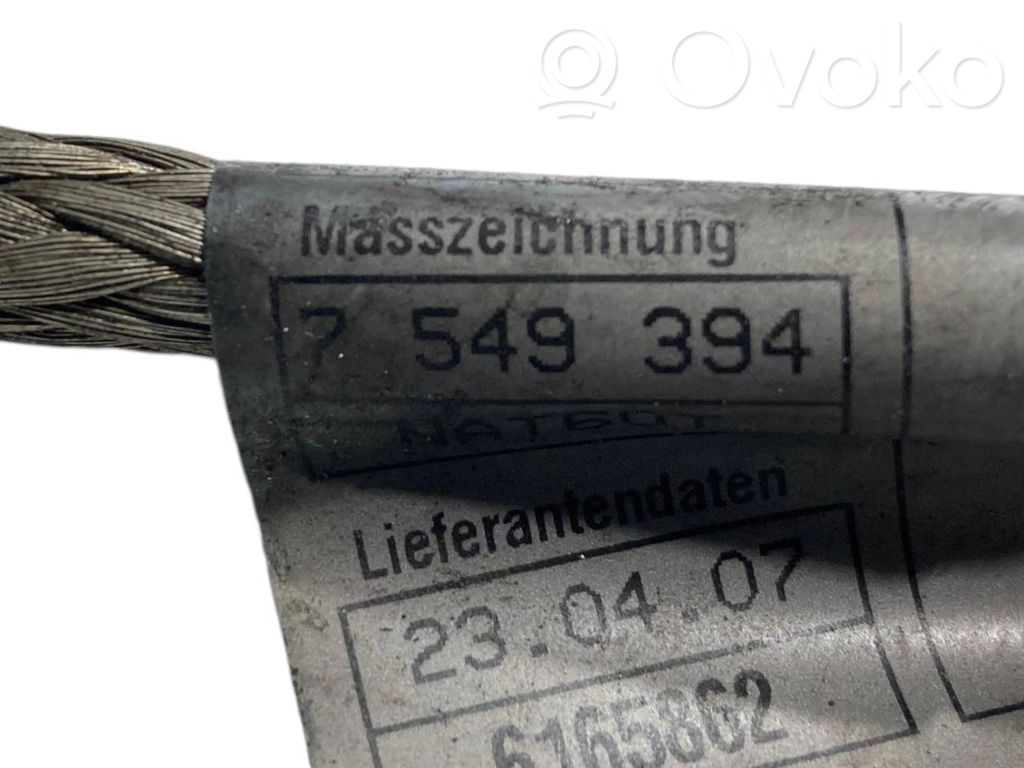 Ovoko
Masszeichnung
7 549 394
Lieferantendaten
23.04.07
6165862